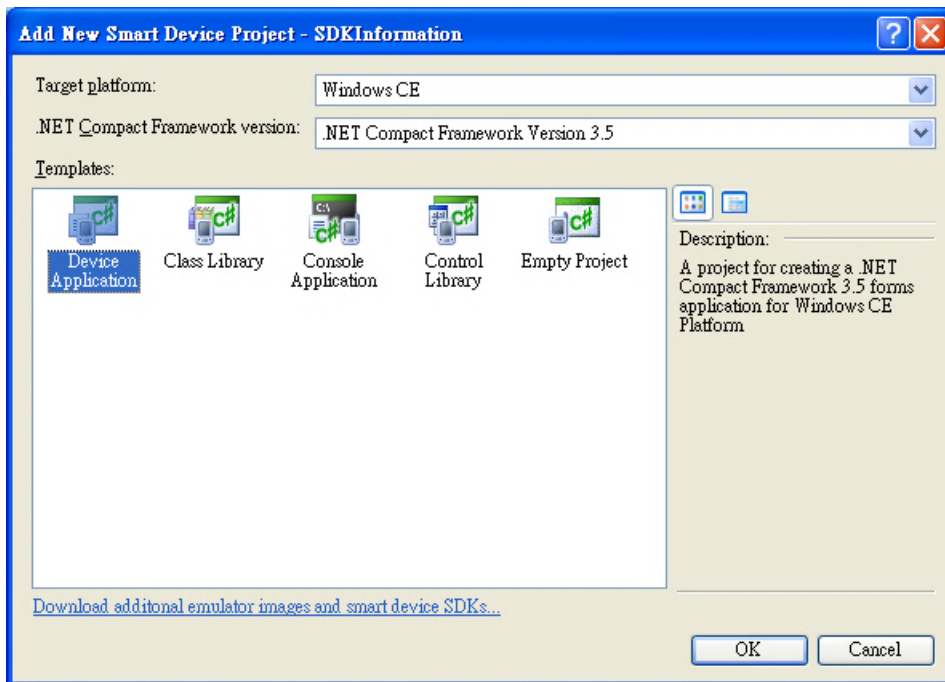 Add New Smart Device Project - SDKInformation
Target platform:
Windows CE
.NET Compact Framework version:
.NET Compact Framework Version 3.5
Templates:
Device
Application
Class Library
Console
Application
Control
Library
Empty Project
Description:
A project for creating a .NET
Compact Framework 3.5 forms
application for Windows CE
Platform
Download additonal emulator images and smart device SDKs...
OK
Cancel